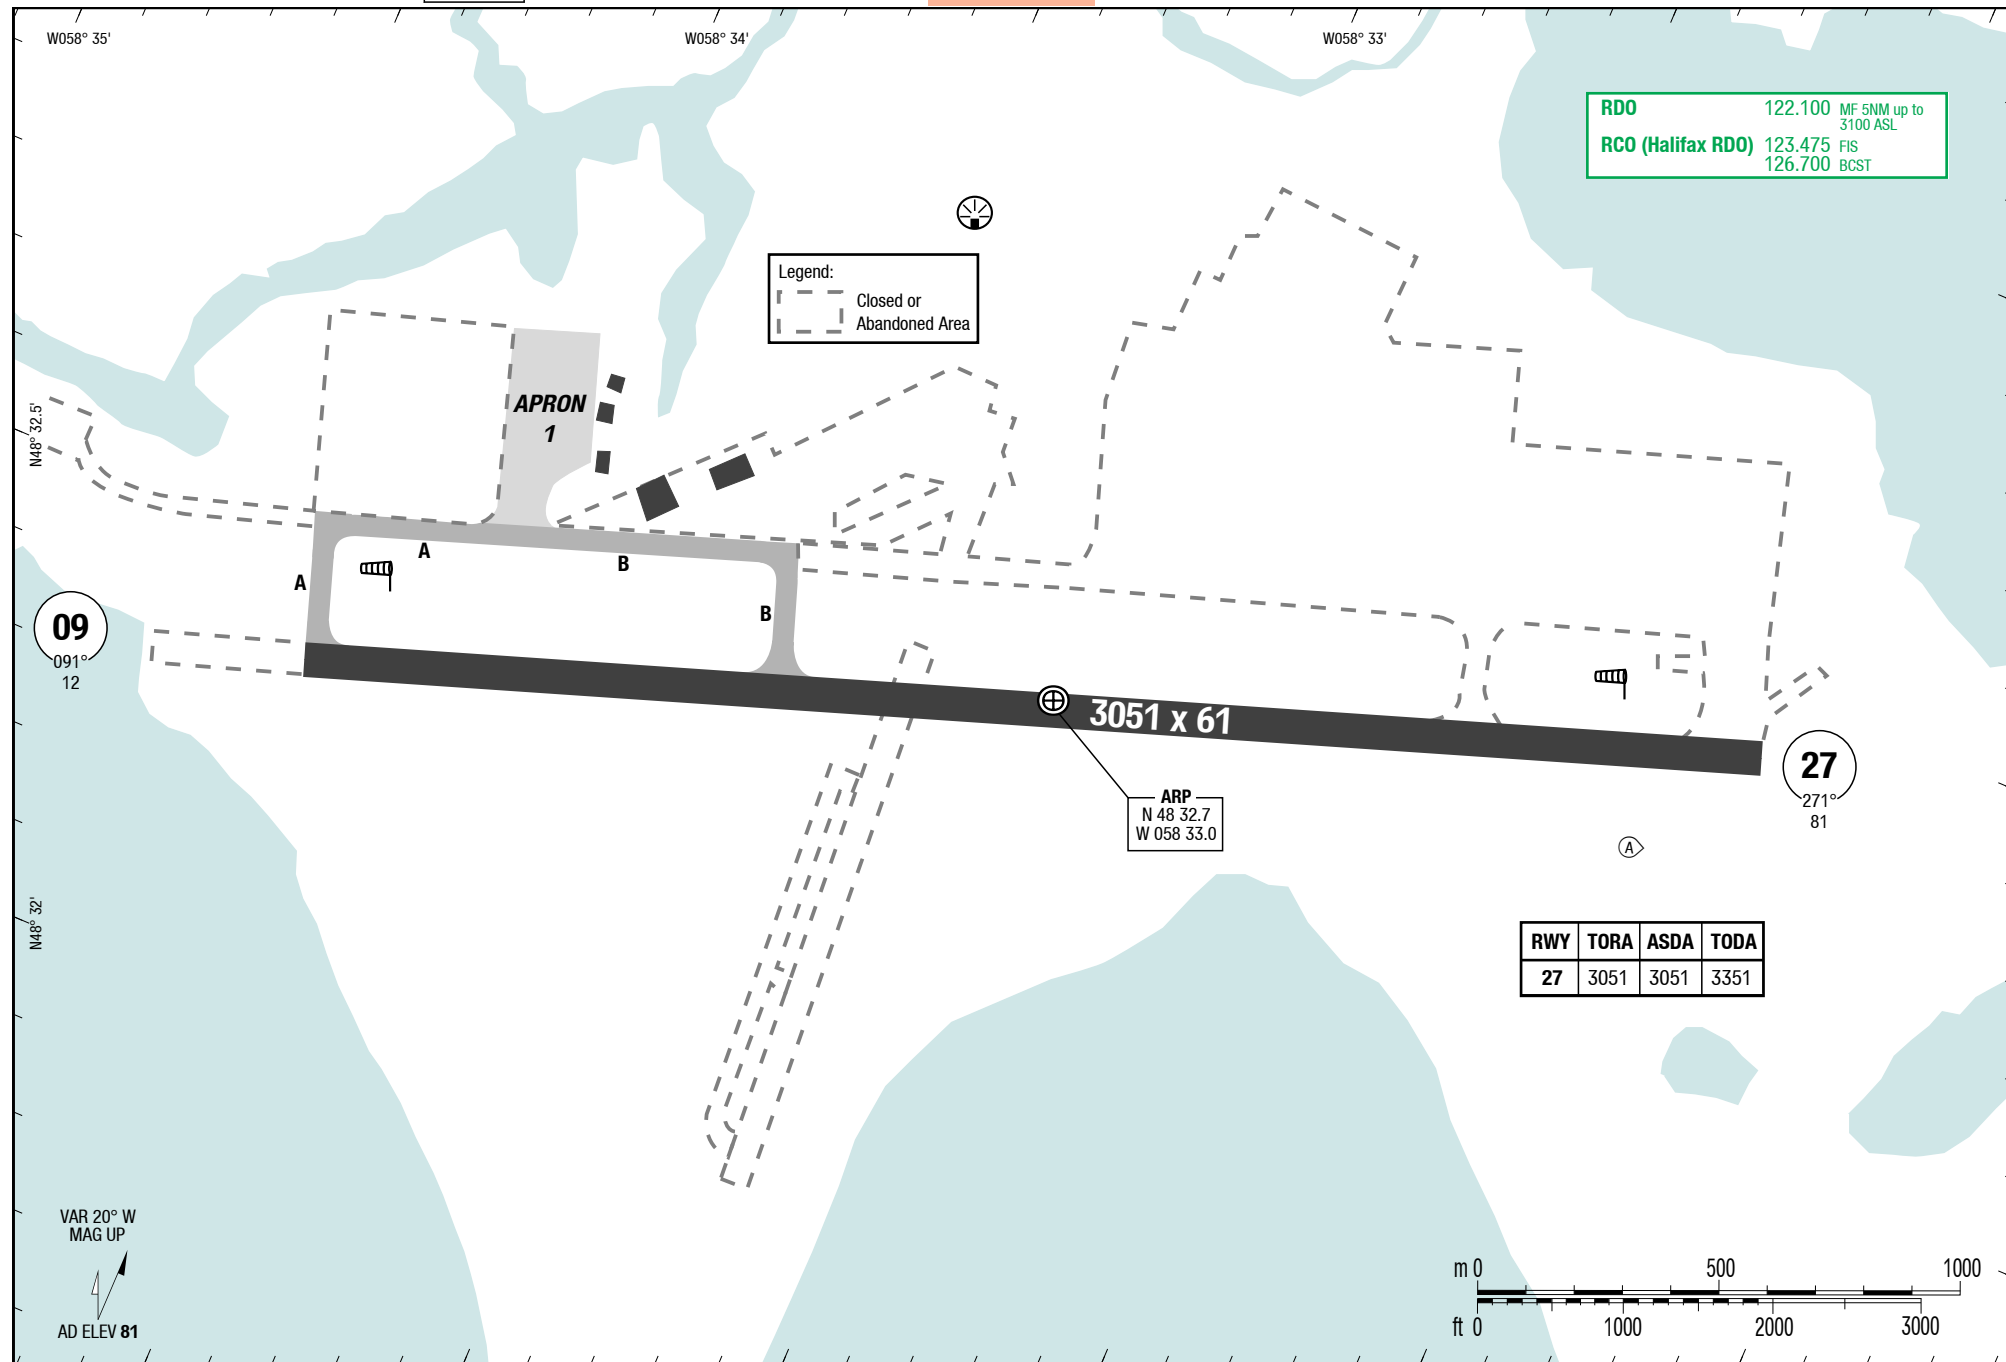 W058° 35'
W058° 34'
W058° 33'
RDO 122.100 MF 5NM up to
3100 ASL
RCO (Halifax RDO) 123.475 FIS
126.700 BCST
Legend:
Closed or
Abandoned Area
APRON
1
N48° 32.5'
A
B
A
B
09
091°
12
3051 x 61
27
271°
81
ARP
N 48 32.7
W 058 33.0
A
N48° 32'
RWY TORA ASDA TODA
27 3051 3051 3351
VAR 20° W
MAG UP
AD ELEV 81
m 0 500 1000
ft 0 1000 2000 3000